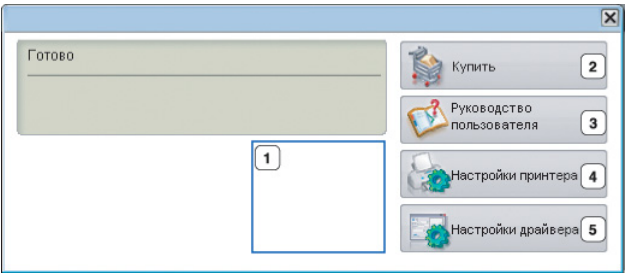 Готово
1
Купить 2
Руководство
пользователя 3
Настройки принтера 4
Настройки драйвера 5